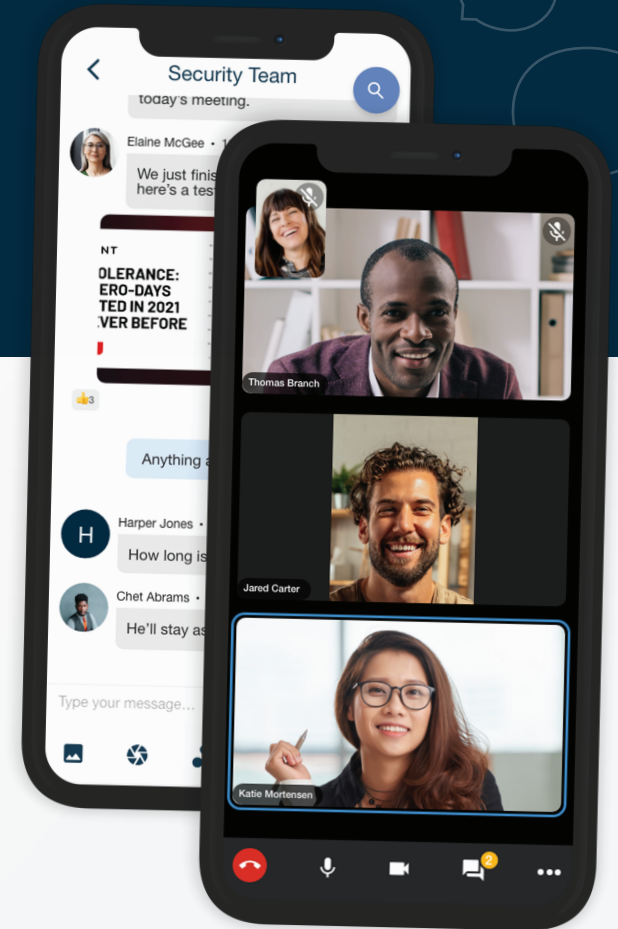 Security Team
today's meeting.
Elaine McGee •
We just finis
here's a tes
NT
OLERANCE:
ERO-DAYS
TED IN 2021
VER BEFORE
3
Anything a
H
Harper Jones •
How long is
Chet Abrams •
He'll stay as
Type your message...
Thomas Branch
Jared Carter
Katie Mortensen
2